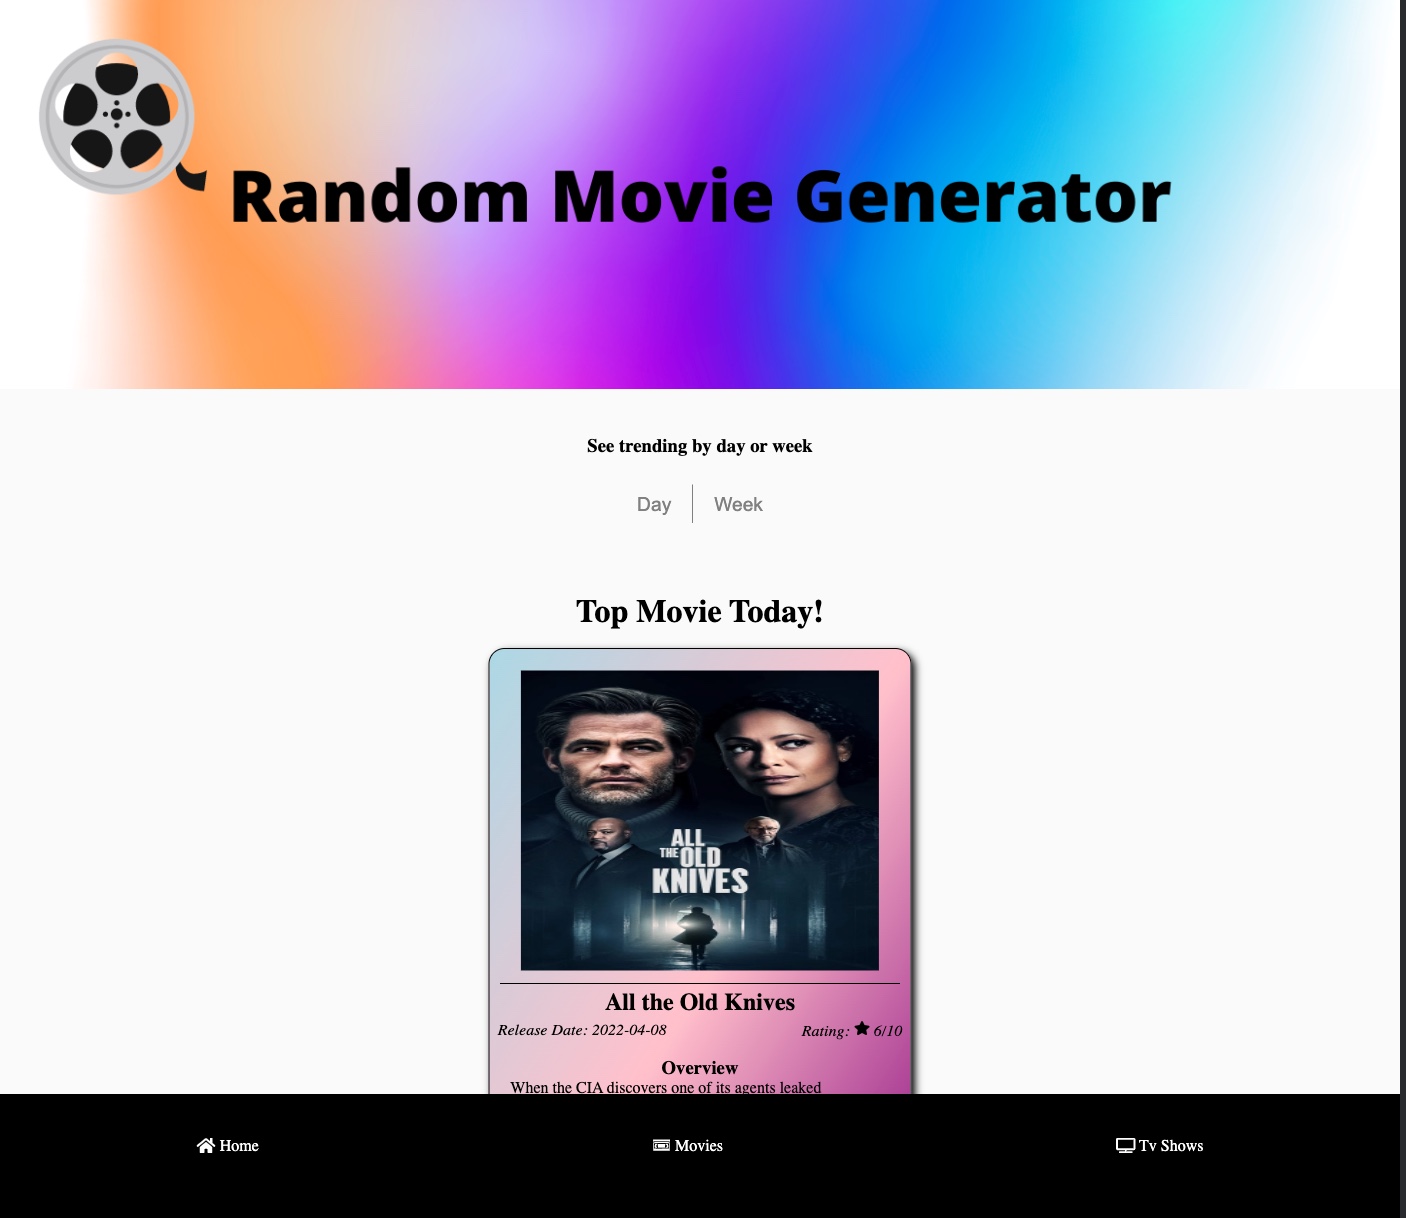 Random Movie Generator
See trending by day or week
Day
Week
Top Movie Today!
ALL
THE OLD
KNIVES
All the Old Knives
Release Date: 2022-04-08
Rating: 6/10
Overview
When the CIA discovers one of its agents leaked
Home
Movies
Tv Shows